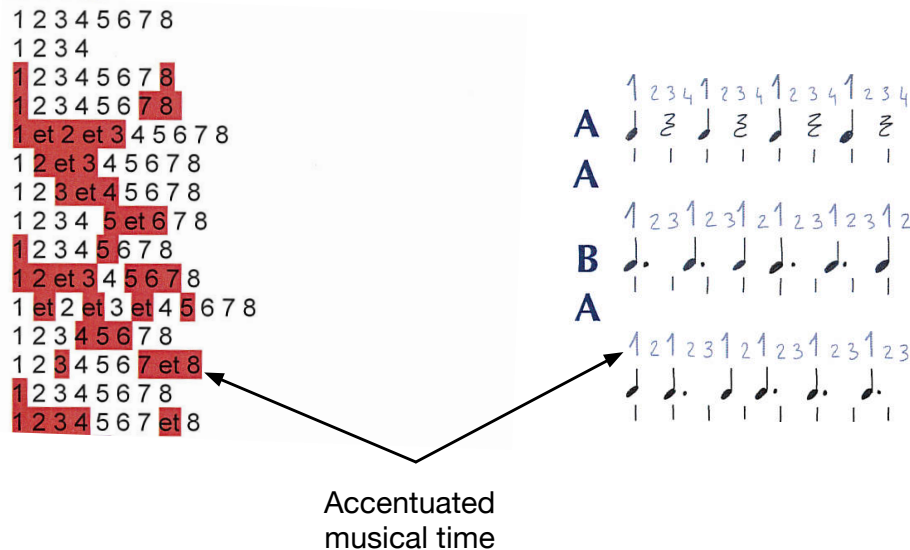 1 2 3 4 5 6 7 8
1 2 3 4
1 2 3 4 5 6 7 8
1 2 3 4 5 6 7 8
1 et 2 et 3 4 5 6 7 8
1 2 et 3 4 5 6 7 8
1 2 3 et 4 5 6 7 8
1 2 3 4 5 et 6 7 8
1 2 3 4 5 6 7 8
1 2 et 3 4 5 6 7 8
1 et 2 et 3 et 4 5 6 7 8
1 2 3 4 5 6 7 8
1 2 3 4 5 6 7 et 8
1 2 3 4 5 6 7 8
1 2 3 4 5 6 7 et 8
1 2 3 4 1 2 3 4 1 2 3 4 1 2 3 4
A
A
1 2 3 1 2 3 1 2 1 2 3 1 2 3 1 2
B
A
1 2 1 2 3 1 2 1 2 3 1 2 3 1 2 3
Accentuated
musical time